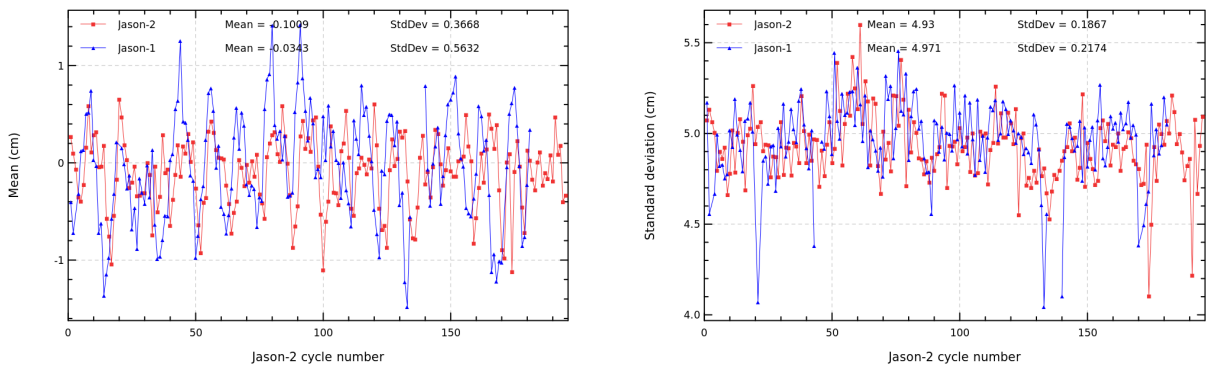 Jason-2 Mean = -0.1009 StdDev = 0.3668
Jason-1 Mean = -0.0343 StdDev = 0.5632
Mean (cm)
1
0
-1
0 50 100 150
Jason-2 cycle number
Jason-2 Mean = 4.93 StdDev = 0.1867
Jason-1 Mean = 4.971 StdDev = 0.2174
Standard deviation (cm)
5.5
5.0
4.5
4.0
0 50 100 150
Jason-2 cycle number